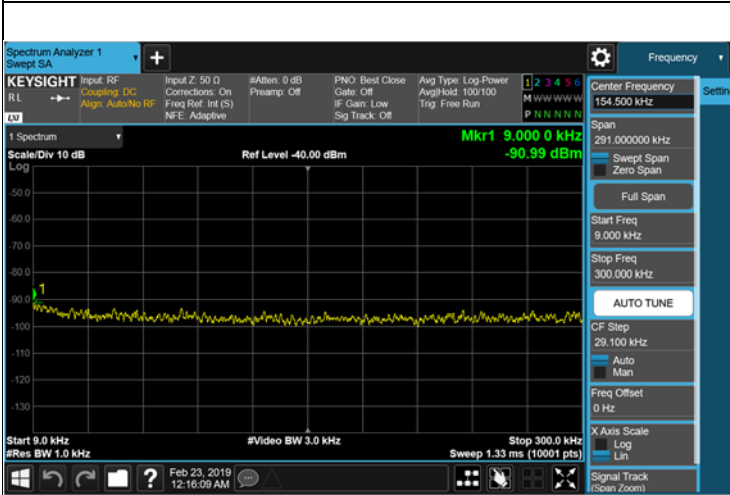 Spectrum Analyzer 1
Swept SA
+
Frequency
KEYSIGHT
RL
LXI
Input: RF
Coupling: DC
Align: Auto/No RF
Input Z: 50 Ω
Corrections: On
Freq Ref: Int (S)
NFE: Adaptive
#Atten: 0 dB
Preamp: Off
PNO: Best Close
Gate: Off
IF Gain: Low
Sig Track: Off
Avg Type: Log-Power
Avg|Hold: 100/100
Trig: Free Run
1 2 3 4 5 6
M W W W W W
P N N N N N
1 Spectrum
Scale/Div 10 dB
Log
Ref Level -40.00 dBm
Mkr1 9.000 0 kHz
-90.99 dBm
-50.0
-60.0
-70.0
-80.0
-90.0
-100
-110
-120
-130
1
Start 9.0 kHz
#Res BW 1.0 kHz
#Video BW 3.0 kHz
Stop 300.0 kHz
Sweep 1.33 ms (10001 pts)
Center Frequency
154.500 kHz
Span
291.000000 kHz
Swept Span
Zero Span
Full Span
Start Freq
9.000 kHz
Stop Freq
300.000 kHz
AUTO TUNE
CF Step
29.100 kHz
Auto
Man
Freq Offset
0 Hz
X Axis Scale
Log
Lin
Signal Track
(Span Zoom)
Settin
?
Feb 23, 2019
12:16:09 AM